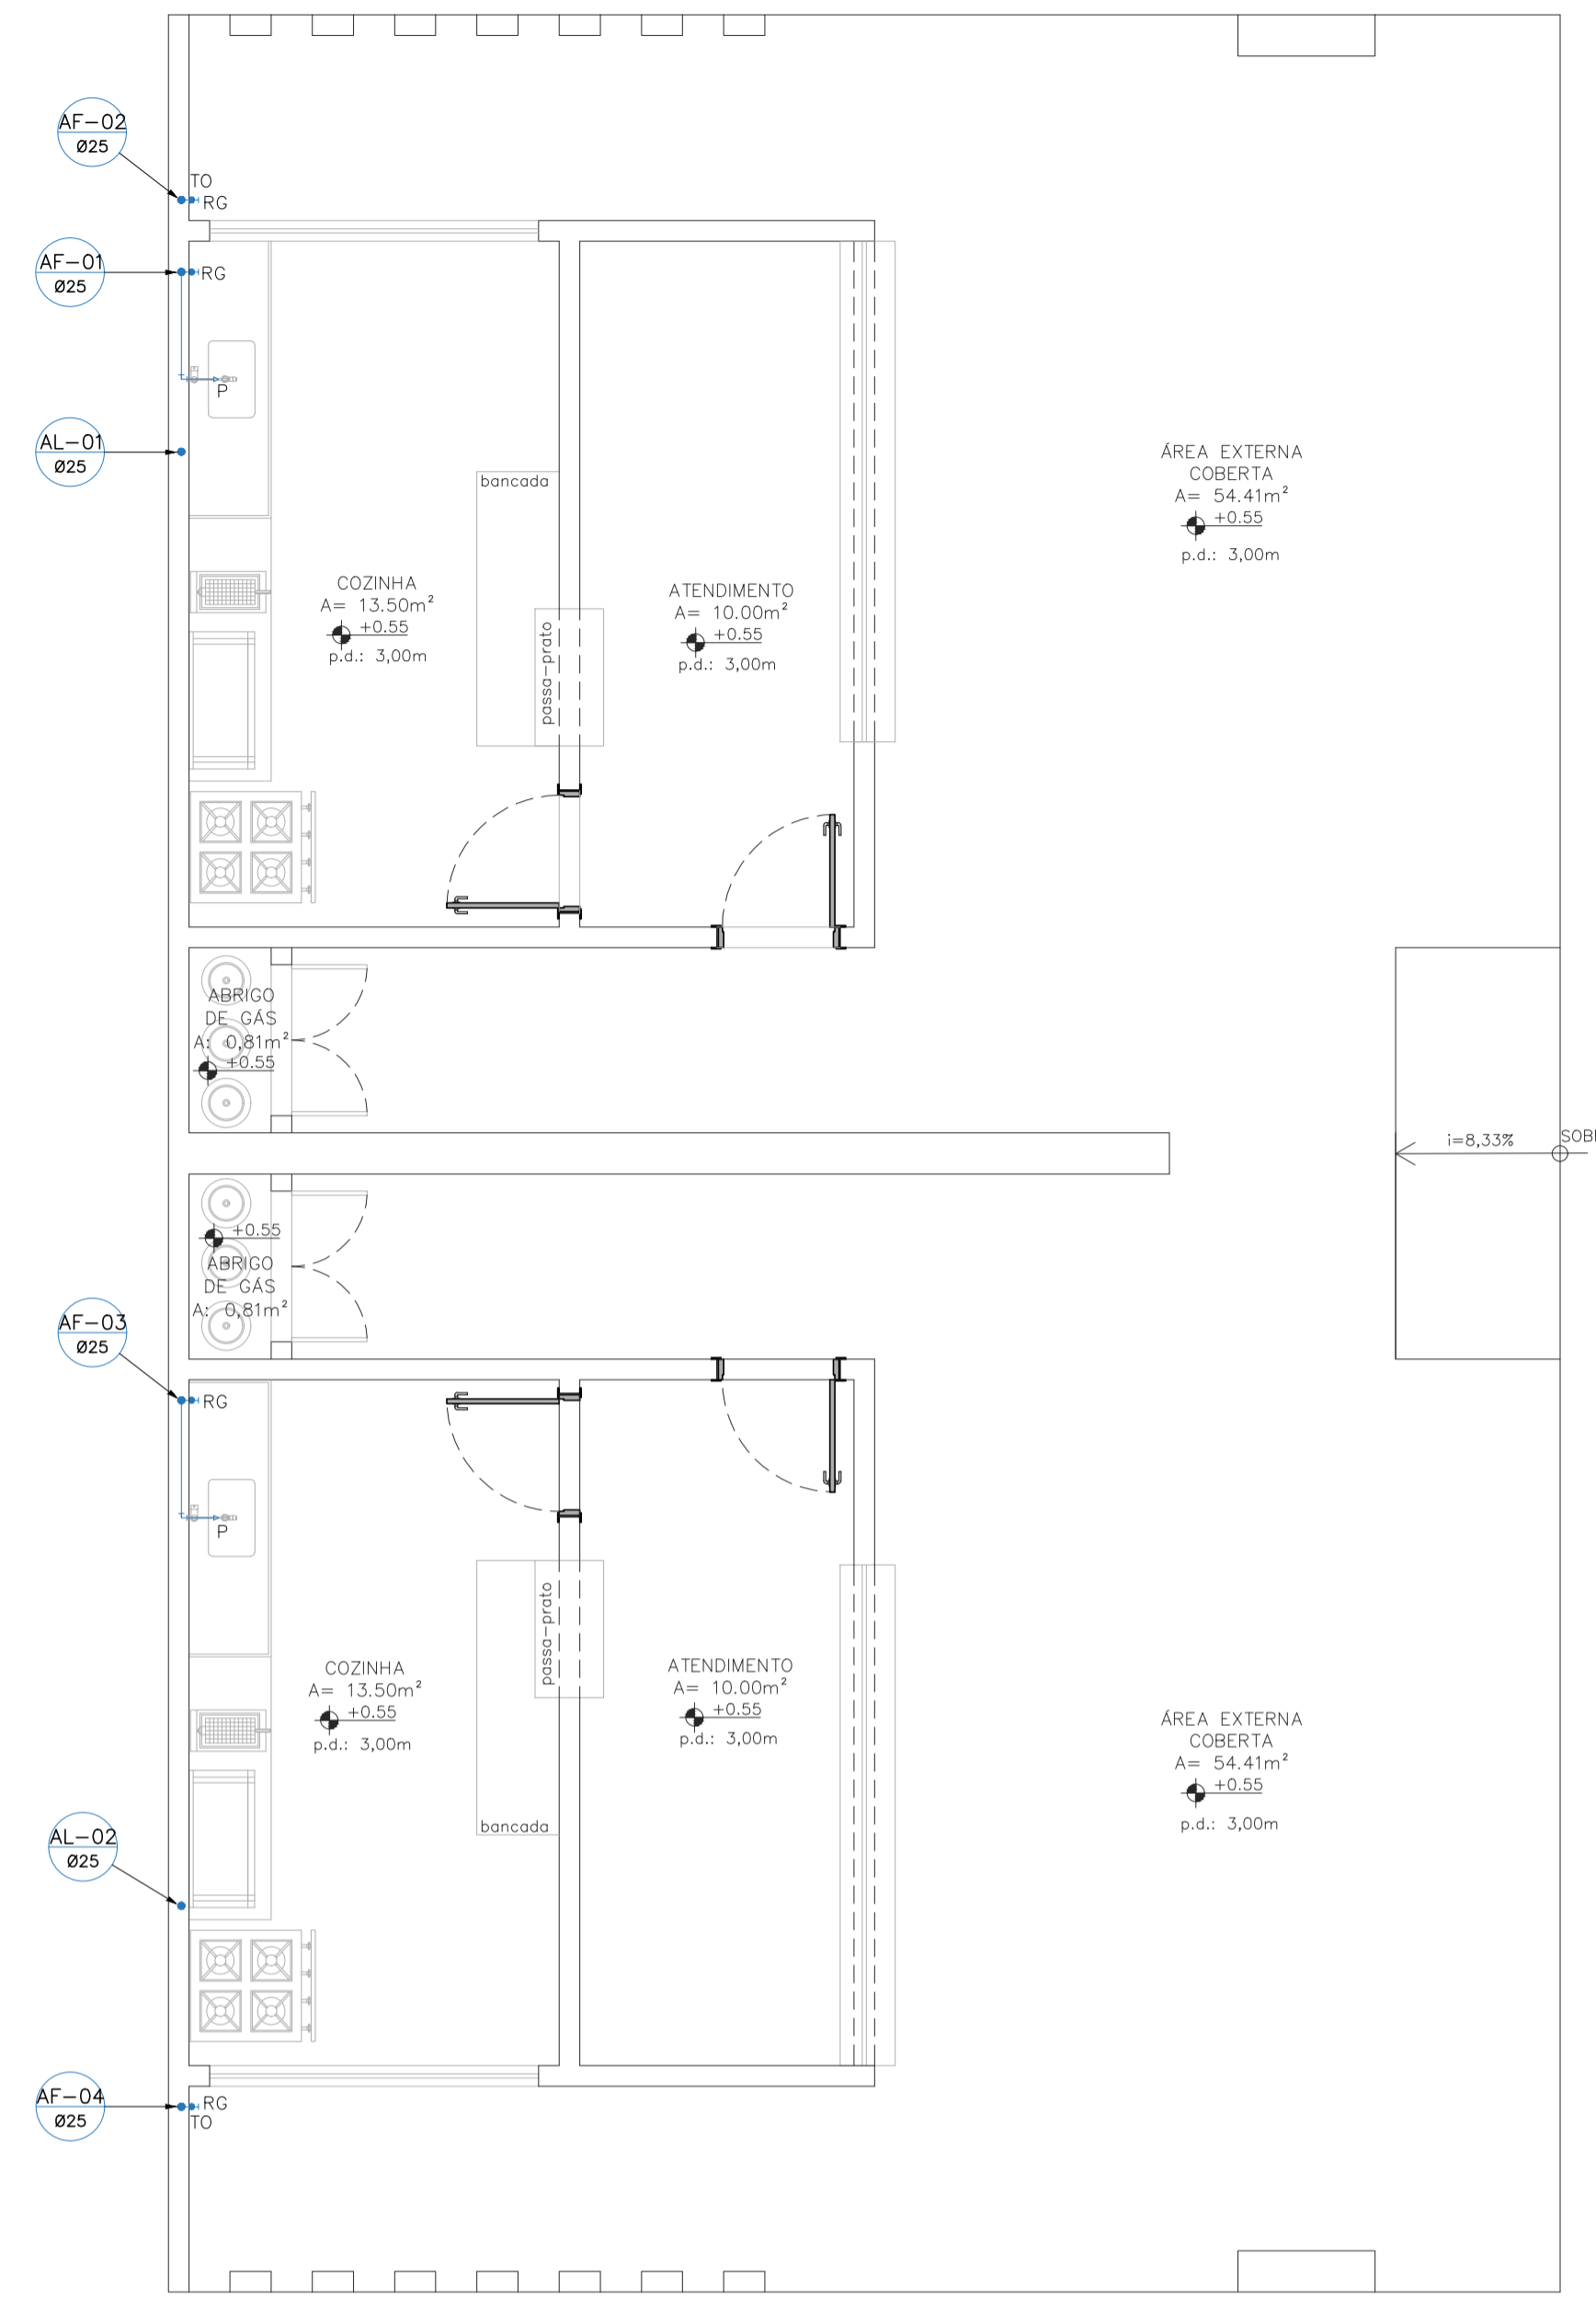 AF-02
Ø25
TO
RG
AF-01
Ø25
RG
P
AL-01
Ø25
bancada
ÁREA EXTERNA
COBERTA
A= 54.41m²
+0.55
p.d.: 3,00m
COZINHA
A= 13.50m²
+0.55
p.d.: 3,00m
passa-prato
ATENDIMENTO
A= 10.00m²
+0.55
p.d.: 3,00m
ABRIGO
DE GÁS
A: 0,81m²
+0.55
i=8,33%
SOBE
+0.55
ABRIGO
DE GÁS
A: 0,81m²
AF-03
Ø25
RG
P
passa-prato
COZINHA
A= 13.50m²
+0.55
p.d.: 3,00m
ATENDIMENTO
A= 10.00m²
+0.55
p.d.: 3,00m
ÁREA EXTERNA
COBERTA
A= 54.41m²
+0.55
p.d.: 3,00m
bancada
AL-02
Ø25
AF-04
Ø25
RG
TO